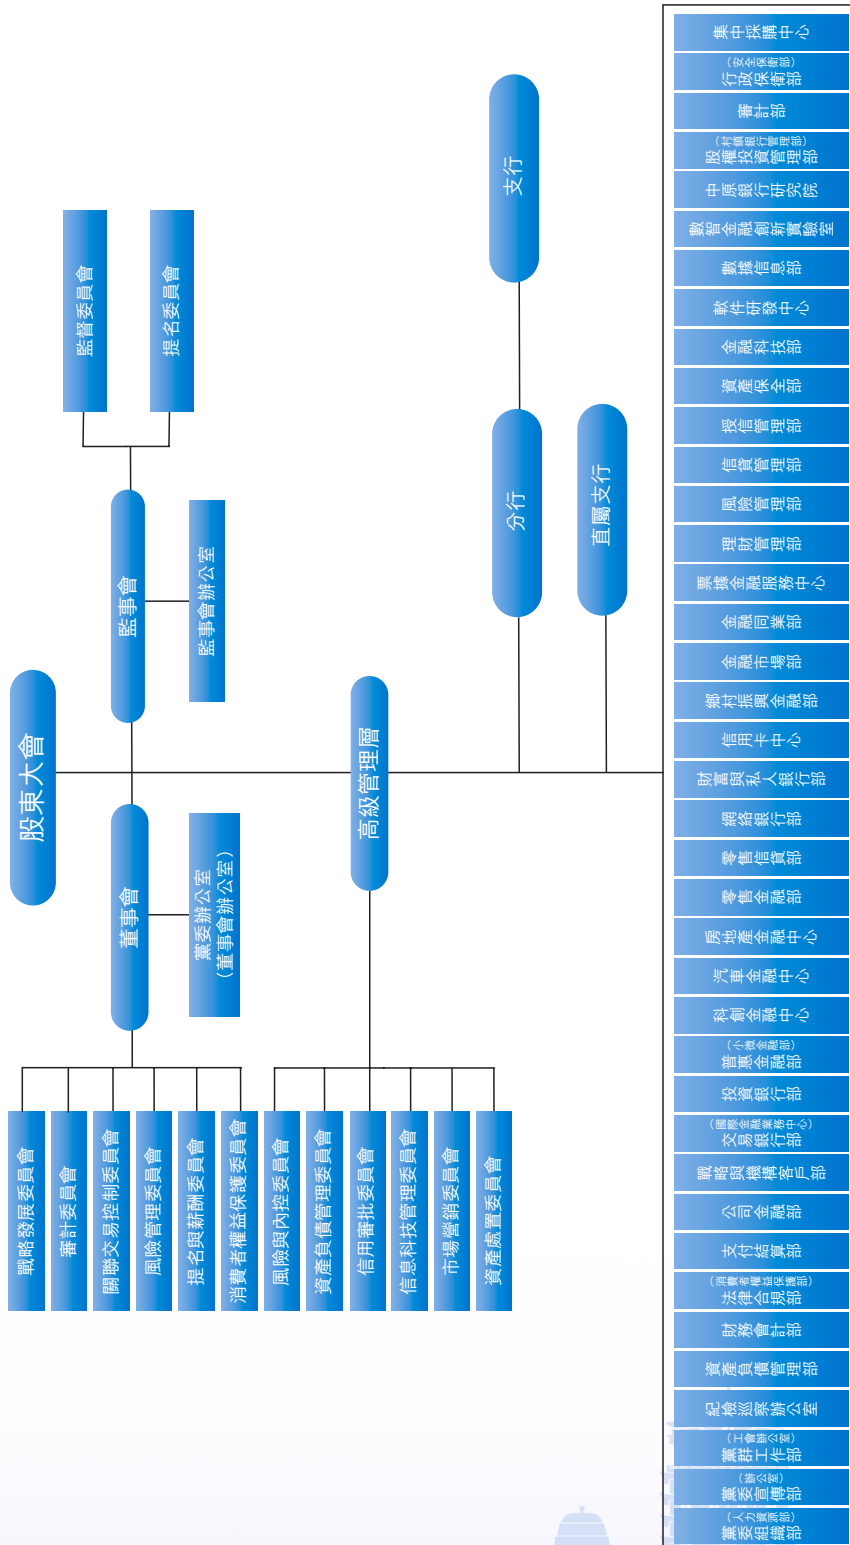 股東大會
董事會
監事會
黨委辦公室
（董事會辦公室）
監事會辦公室
監督委員會
提名委員會
戰略發展委員會
審計委員會
關聯交易控制委員會
風險管理委員會
提名與薪酬委員會
消費者權益保護委員會
高級管理層
風險與內控委員會
資產負債管理委員會
信用審批委員會
信息科技管理委員會
市場營銷委員會
資產處置委員會
分行
支行
直屬支行
黨委組織部
（人力資源部）
黨委宣傳部
（辦公室）
黨群工作部
（工會辦公室）
紀檢巡察辦公室
資產負債管理部
財務會計部
法律合規部
（消費者權益保護部）
支付結算部
公司金融部
戰略與機構客戶部
交易銀行部
（國際金融業務中心）
投資銀行部
普惠金融部
（小微金融部）
科創金融中心
汽車金融中心
房地產金融中心
零售金融部
零售信貸部
網絡銀行部
財富與私人銀行部
信用卡中心
鄉村振興金融部
金融市場部
金融同業部
票據金融服務中心
理財管理部
風險管理部
信貸管理部
授信管理部
資產保全部
金融科技部
軟件研發中心
數據信息部
數智金融創新實驗室
中原銀行研究院
股權投資管理部
（村鎮銀行管理部）
審計部
行政保衛部
（安全保衛部）
集中採購中心